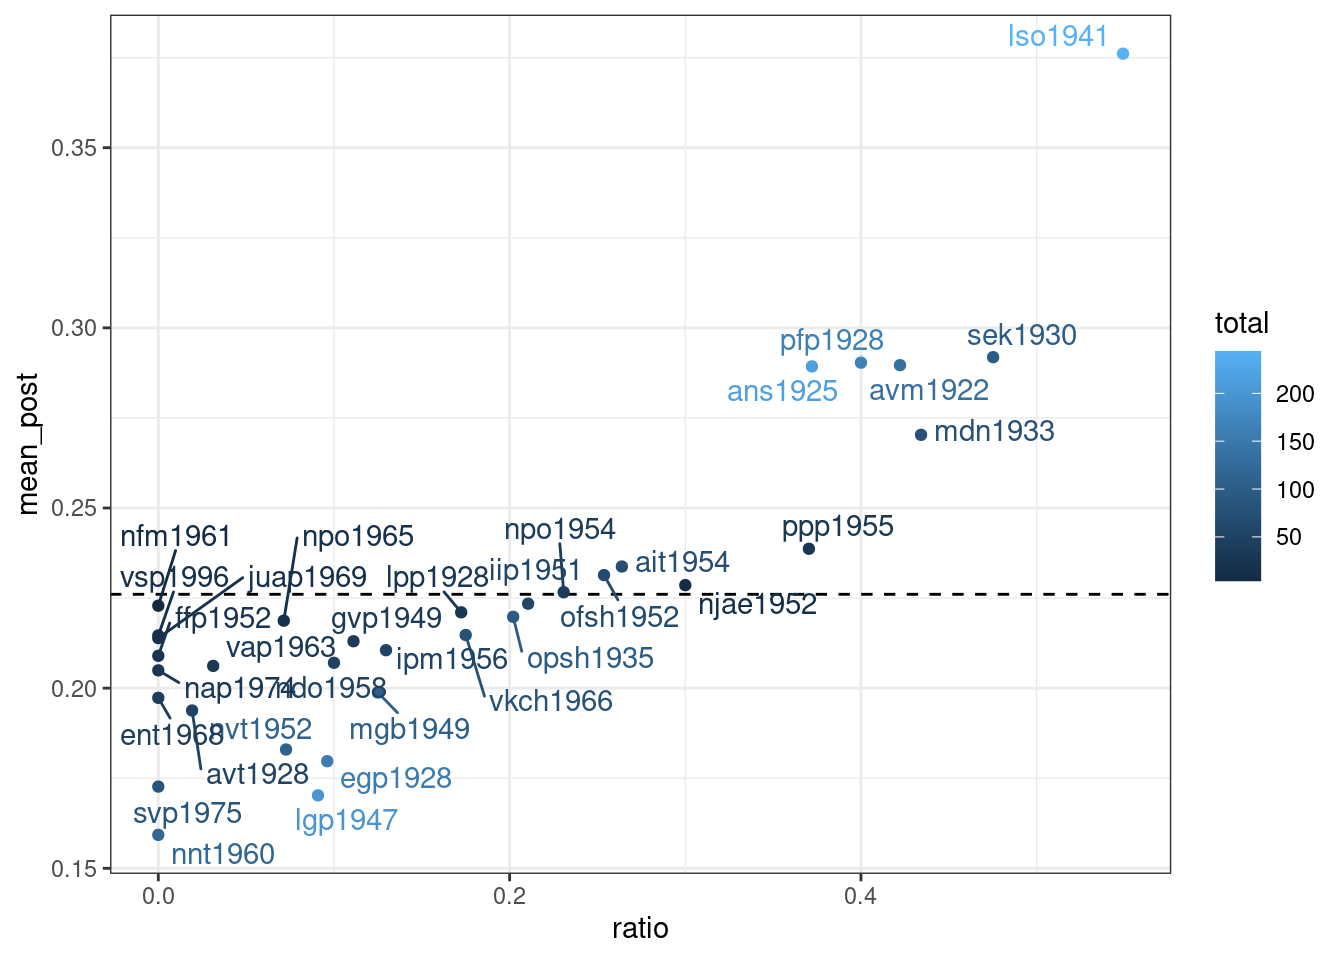 lso1941
0.35
0.30
sek1930
pfp1928
ans1925
avm1922
mdn1933
0.25
nfm1961
npo1965
npo1954
ppp1955
vsp1996
juap1969
lpp1928
iip1951
ait1954
njae1952
ffp1952
gvp1949
ofsh1952
vap1963
ipm1956
opsh1935
0.20
nap1974
ndo1958
vkch1966
ent1968
nvt1952
mgb1949
avt1928
egp1928
svp1975
lgp1947
nnt1960
0.15
0.0
0.2
0.4
ratio
mean_post
total
200
150
100
50